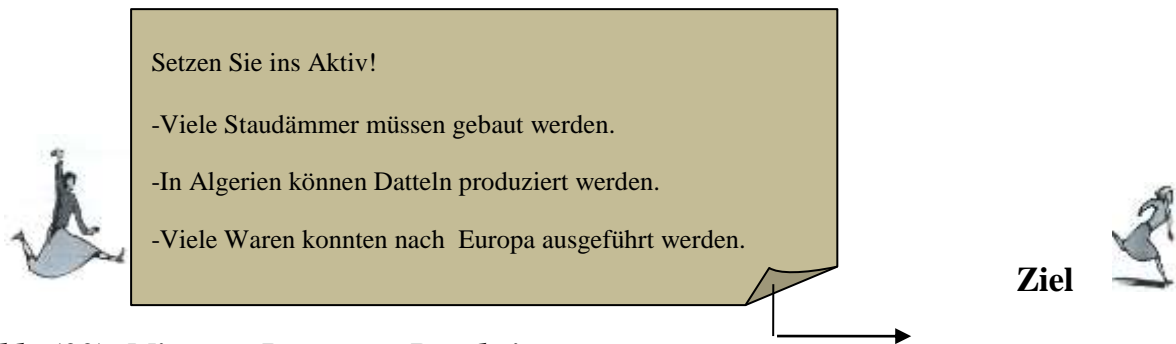 Setzen Sie ins Aktiv!
-Viele Staudämmer müssen gebaut werden.
-In Algerien können Datteln produziert werden.
-Viele Waren konnten nach Europa ausgeführt werden.
Ziel